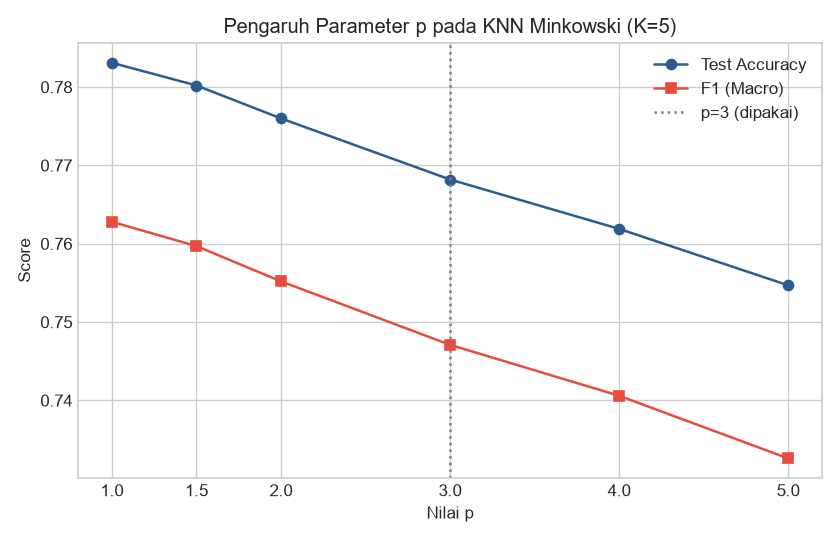 Pengaruh Parameter p pada KNN Minkowski (K=5)
Test Accuracy
F1 (Macro)
p=3 (dipakai)
0.78
0.77
0.76
0.75
0.74
Score
1.0 1.5 2.0 3.0 4.0 5.0
Nilai p